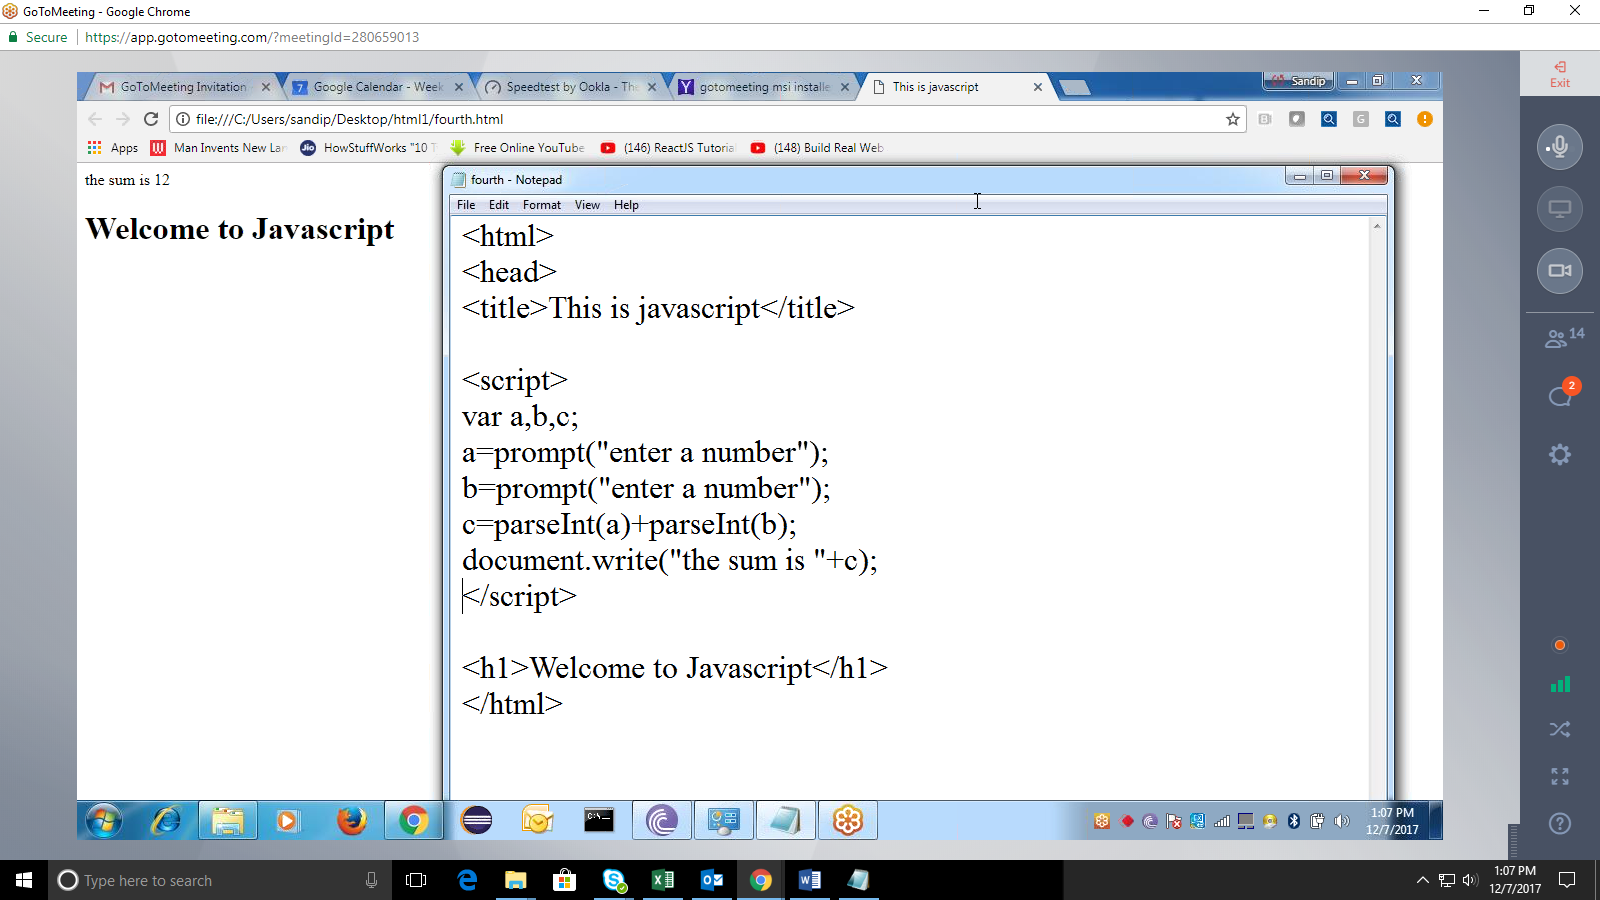 GoToMeeting - Google Chrome
Secure | https://app.gotomeeting.com/?meetingId=280659013
Exit
GoToMeeting Invitation
Google Calendar - Week
Speedtest by Ookla - The
gotomeeting msi installe
This is javascript
Sandip
file:///C:/Users/sandip/Desktop/html1/fourth.html
Apps
Man Invents New Lan
HowStuffWorks "10 T
Free Online YouTube
(146) ReactJS Tutoria
(148) Build Real Web
the sum is 12
Welcome to Javascript
fourth - Notepad
File Edit Format View Help
<html>
<head>
<title>This is javascript</title>
<script>
var a,b,c;
a=prompt("enter a number");
b=prompt("enter a number");
c=parseInt(a)+parseInt(b);
document.write("the sum is "+c);
</script>
<h1>Welcome to Javascript</h1>
</html>
14
2
1:07 PM
12/7/2017
Type here to search
1:07 PM
12/7/2017